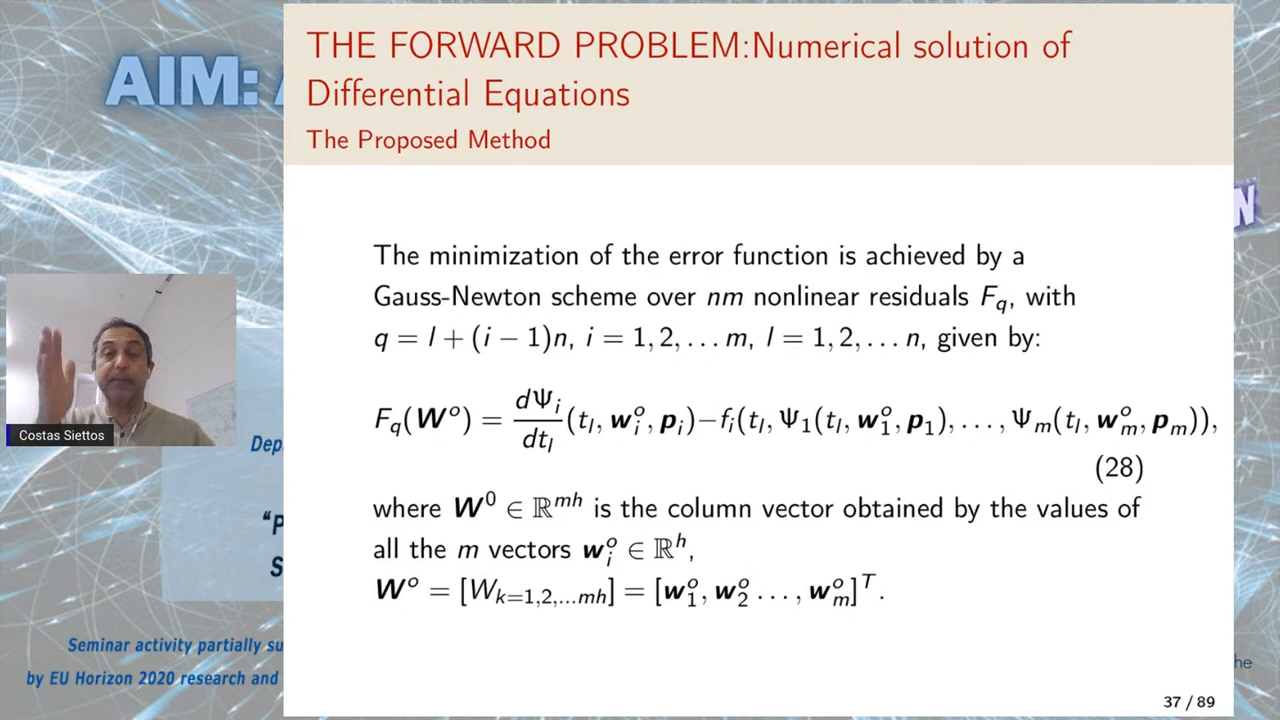 THE FORWARD PROBLEM:Numerical solution of
Differential Equations
The Proposed Method
AIM:
N
The minimization of the error function is achieved by a
Gauss-Newton scheme over nm nonlinear residuals F_q, with
q = l + (i − 1)n, i = 1, 2, . . . m, l = 1, 2, . . . n, given by:
F_q(W^o) = dΨ_i/dt_l (t_l, w_i^o, p_i)−f_i(t_l, Ψ_1(t_l, w_1^o, p_1), . . . , Ψ_m(t_l, w_m^o, p_m)),
(28)
where W^0 ∈ ℝ^{mh} is the column vector obtained by the values of
all the m vectors w_i^o ∈ ℝ^h,
W^o = [W_{k=1,2,...mh}] = [w_1^o, w_2^o . . . , w_m^o]^T.
37 / 89
Costas Siettos
Dep
“P
S
Seminar activity partially su
by EU Horizon 2020 research and
he